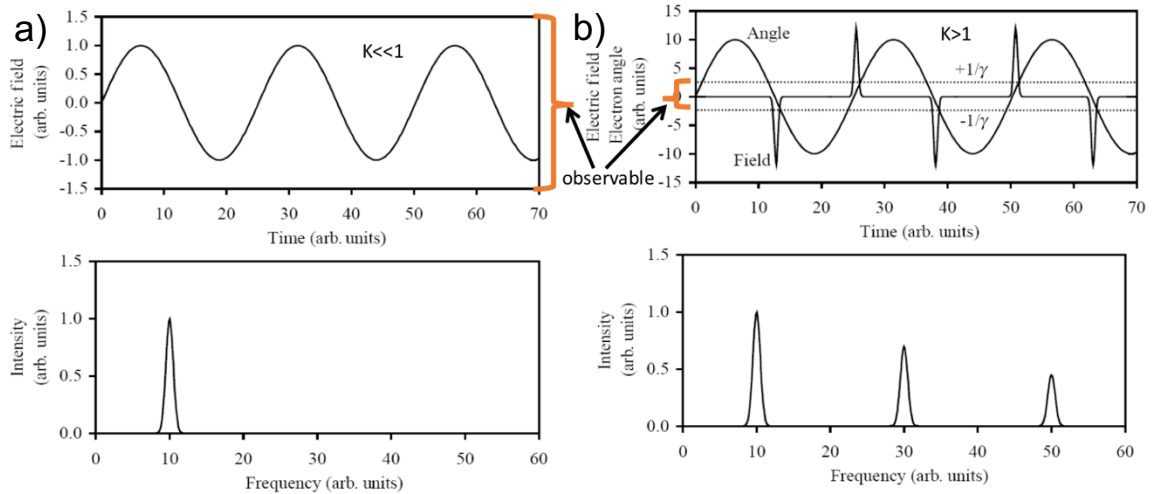 a)
1.5
1.0
0.5
0.0
-0.5
-1.0
-1.5
Electric field
(arb. units)
K<<1
0 10 20 30 40 50 60 70
Time (arb. units)
observable
b)
15
10
5
-5
-10
-15
Electric field
Electron angle
(arb. units)
Angle
K>1
+1/γ
-1/γ
Field
0 10 20 30 40 50 60 70
Time (arb. units)
1.5
1.0
0.5
0.0
Intensity
(arb. units)
0 10 20 30 40 50 60
Frequency (arb. units)
1.5
1.0
0.5
0.0
Intensity
(arb. units)
0 10 20 30 40 50 60
Frequency (arb. units)